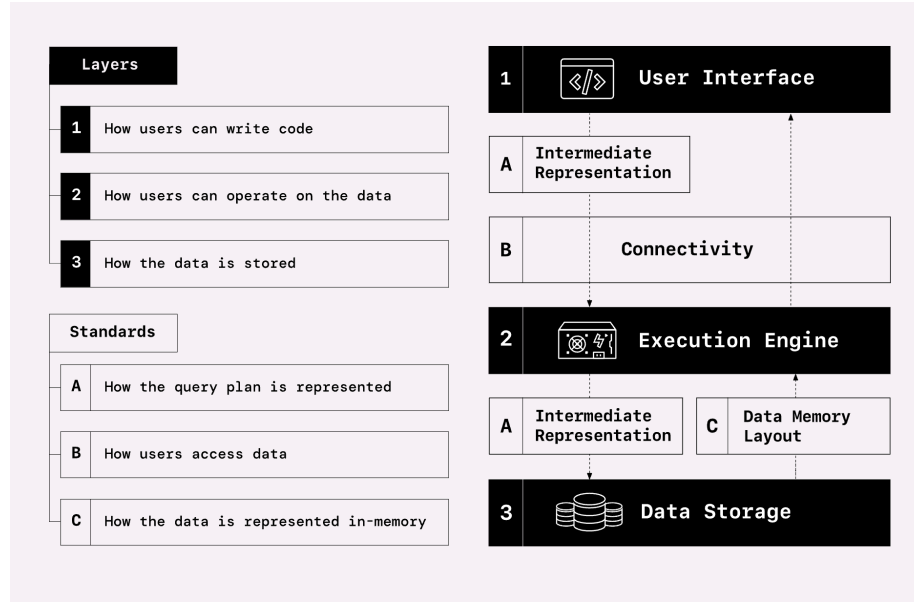 Layers
1 How users can write code
2 How users can operate on the data
3 How the data is stored
Standards
A How the query plan is represented
B How users access data
C How the data is represented in-memory
1 </> User Interface
A Intermediate
Representation
B Connectivity
2 Execution Engine
A Intermediate
Representation
C Data Memory
Layout
3 Data Storage